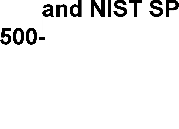 and NIST SP
500-